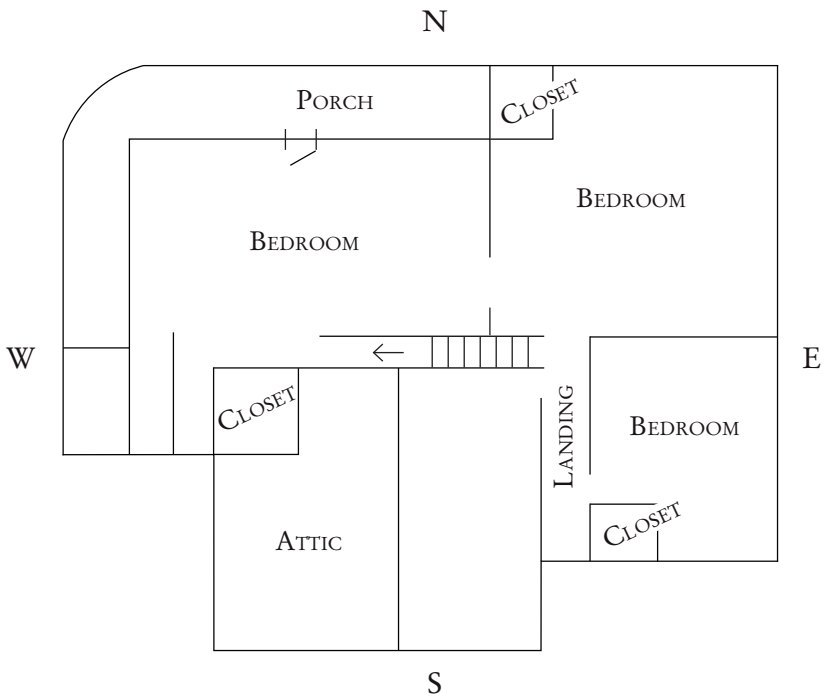 N
Porch
Closet
Bedroom
Bedroom
W
E
Closet
Landing
Bedroom
Closet
Attic
S